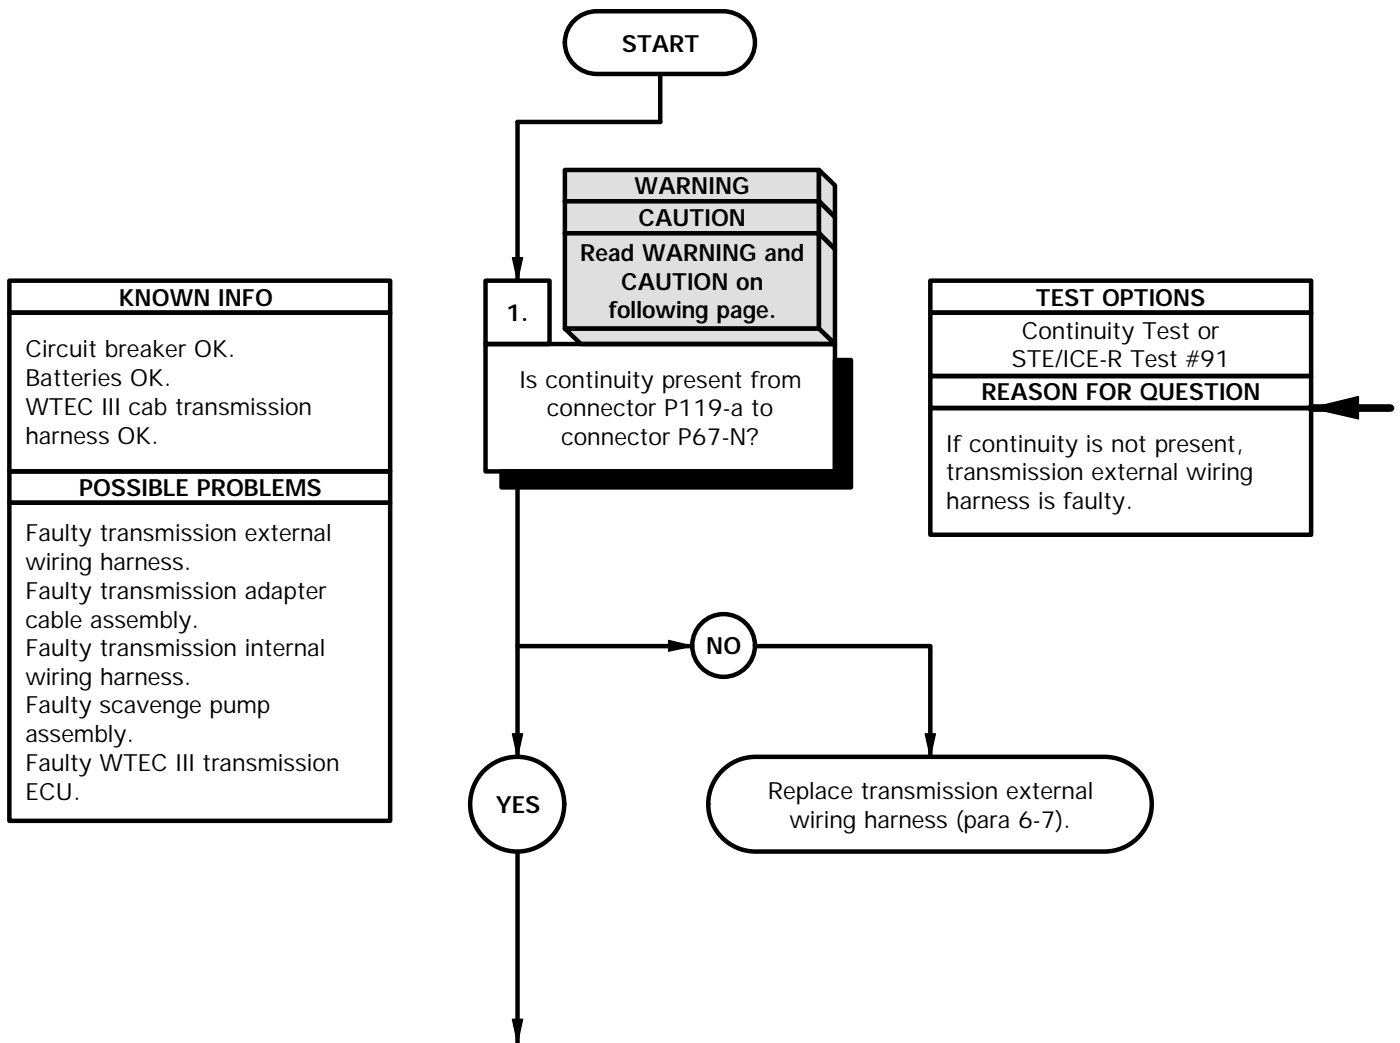 START
WARNING
CAUTION
Read WARNING and
CAUTION on
following page.
KNOWN INFO
Circuit breaker OK.
Batteries OK.
WTEC III cab transmission
harness OK.
POSSIBLE PROBLEMS
Faulty transmission external
wiring harness.
Faulty transmission adapter
cable assembly.
Faulty transmission internal
wiring harness.
Faulty scavenge pump
assembly.
Faulty WTEC III transmission
ECU.
1.
Is continuity present from
connector P119-a to
connector P67-N?
TEST OPTIONS
Continuity Test or
STE/ICE-R Test #91
REASON FOR QUESTION
If continuity is not present,
transmission external wiring
harness is faulty.
NO
YES
Replace transmission external
wiring harness (para 6-7).